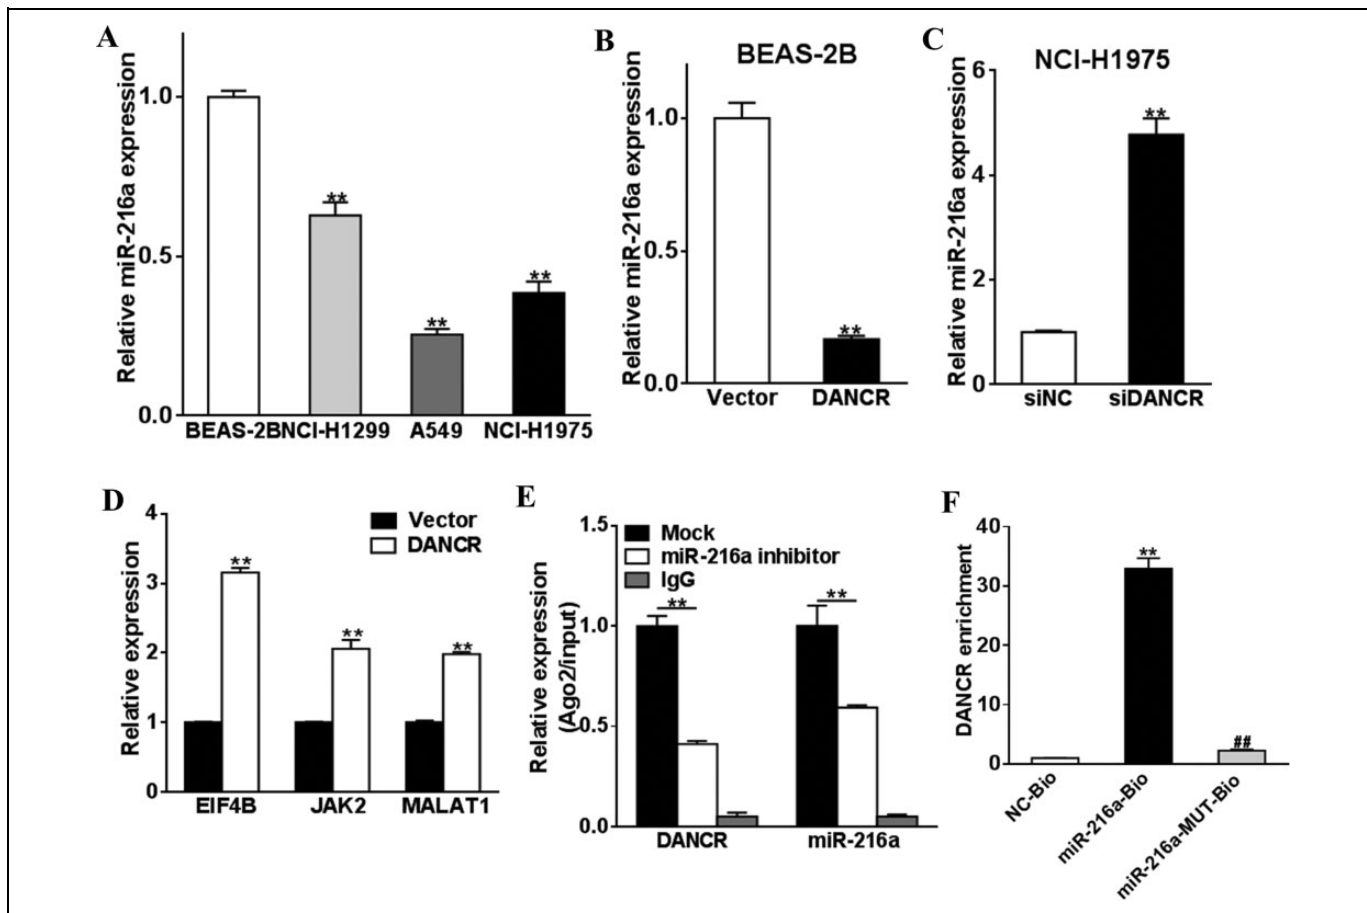 A
Relative miR-216a expression
1.0
0.5
0.0
**
**
**
BEAS-2B NCI-H1299 A549 NCI-H1975
B
BEAS-2B
Relative miR-216a expression
1.0
0.5
0.0
**
Vector DANCR
C
NCI-H1975
Relative miR-216a expression
6
4
2
0
**
siNC siDANCR
D
Relative expression
4
3
2
1
0
Vector
DANCR
**
**
**
EIF4B JAK2 MALAT1
E
Relative expression
(Ago2/input)
1.5
1.0
0.5
0.0
Mock
miR-216a inhibitor
IgG
**
**
DANCR miR-216a
F
DANCR enrichment
40
30
20
10
0
**
##
NC-Bio
miR-216a-Bio
miR-216a-MUT-Bio